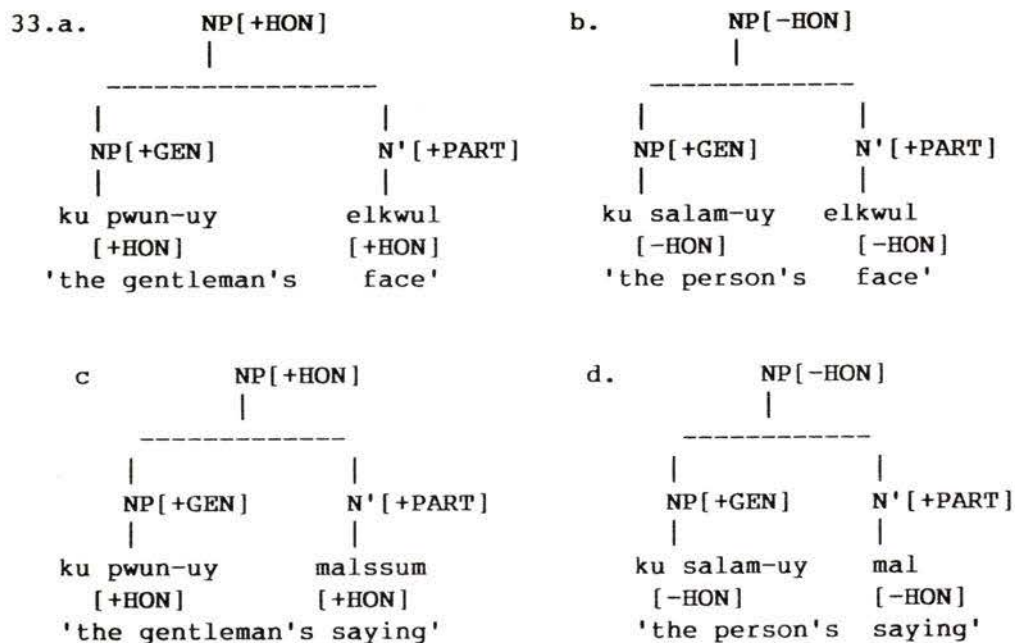 33.a. NP[+HON] b. NP[-HON]
NP[+GEN] N'[+PART] NP[+GEN] N'[+PART]
ku pwun-uy elkwul ku salam-uy elkwul
[+HON] [+HON] [-HON] [-HON]
'the gentleman's face' 'the person's face'
c NP[+HON] d. NP[-HON]
NP[+GEN] N'[+PART] NP[+GEN] N'[+PART]
ku pwun-uy malssum ku salam-uy mal
[+HON] [+HON] [-HON] [-HON]
'the gentleman's saying' 'the person's saying'